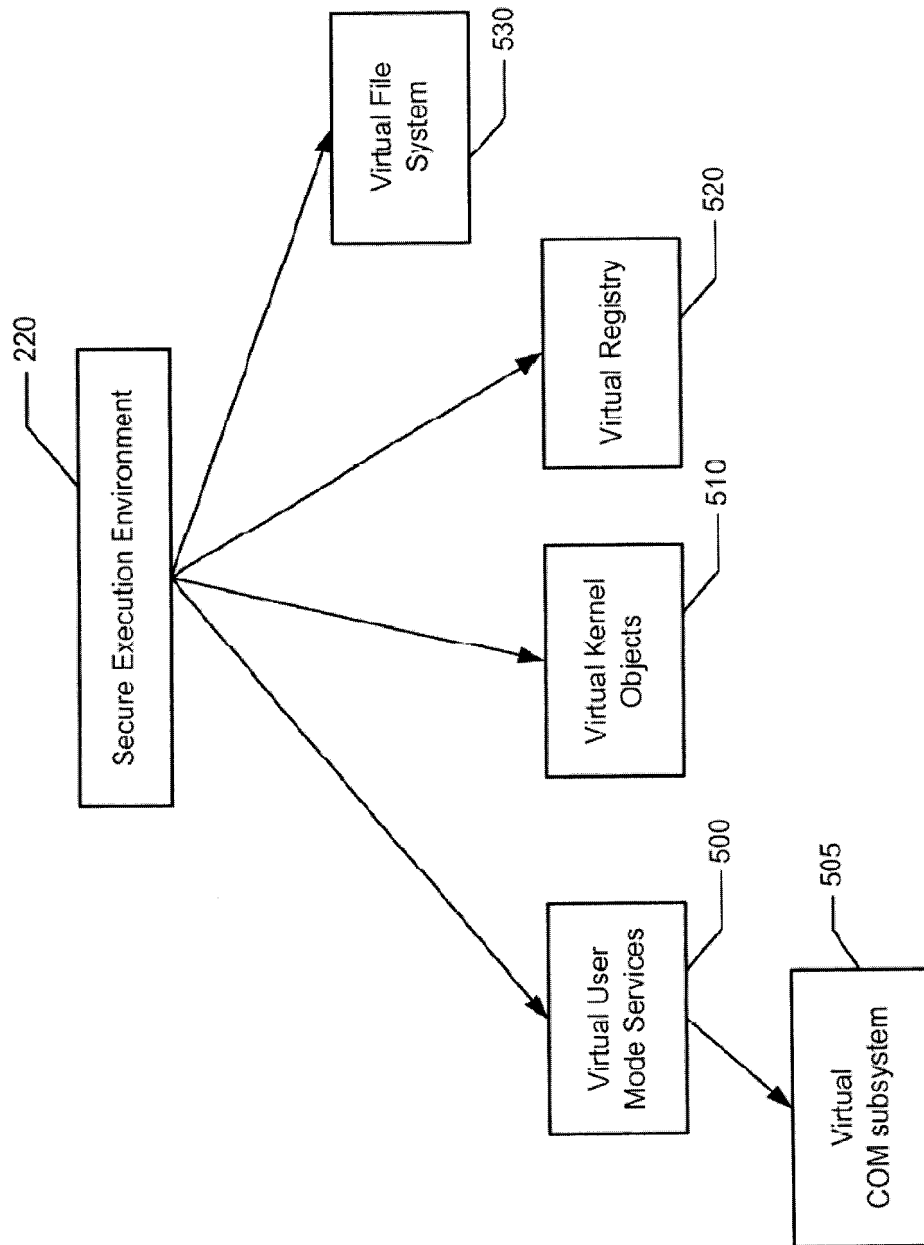 220
Secure Execution Environment
Virtual User
Mode Services
500
Virtual Kernel
Objects
510
Virtual Registry
520
Virtual File
System
530
Virtual
COM subsystem
505